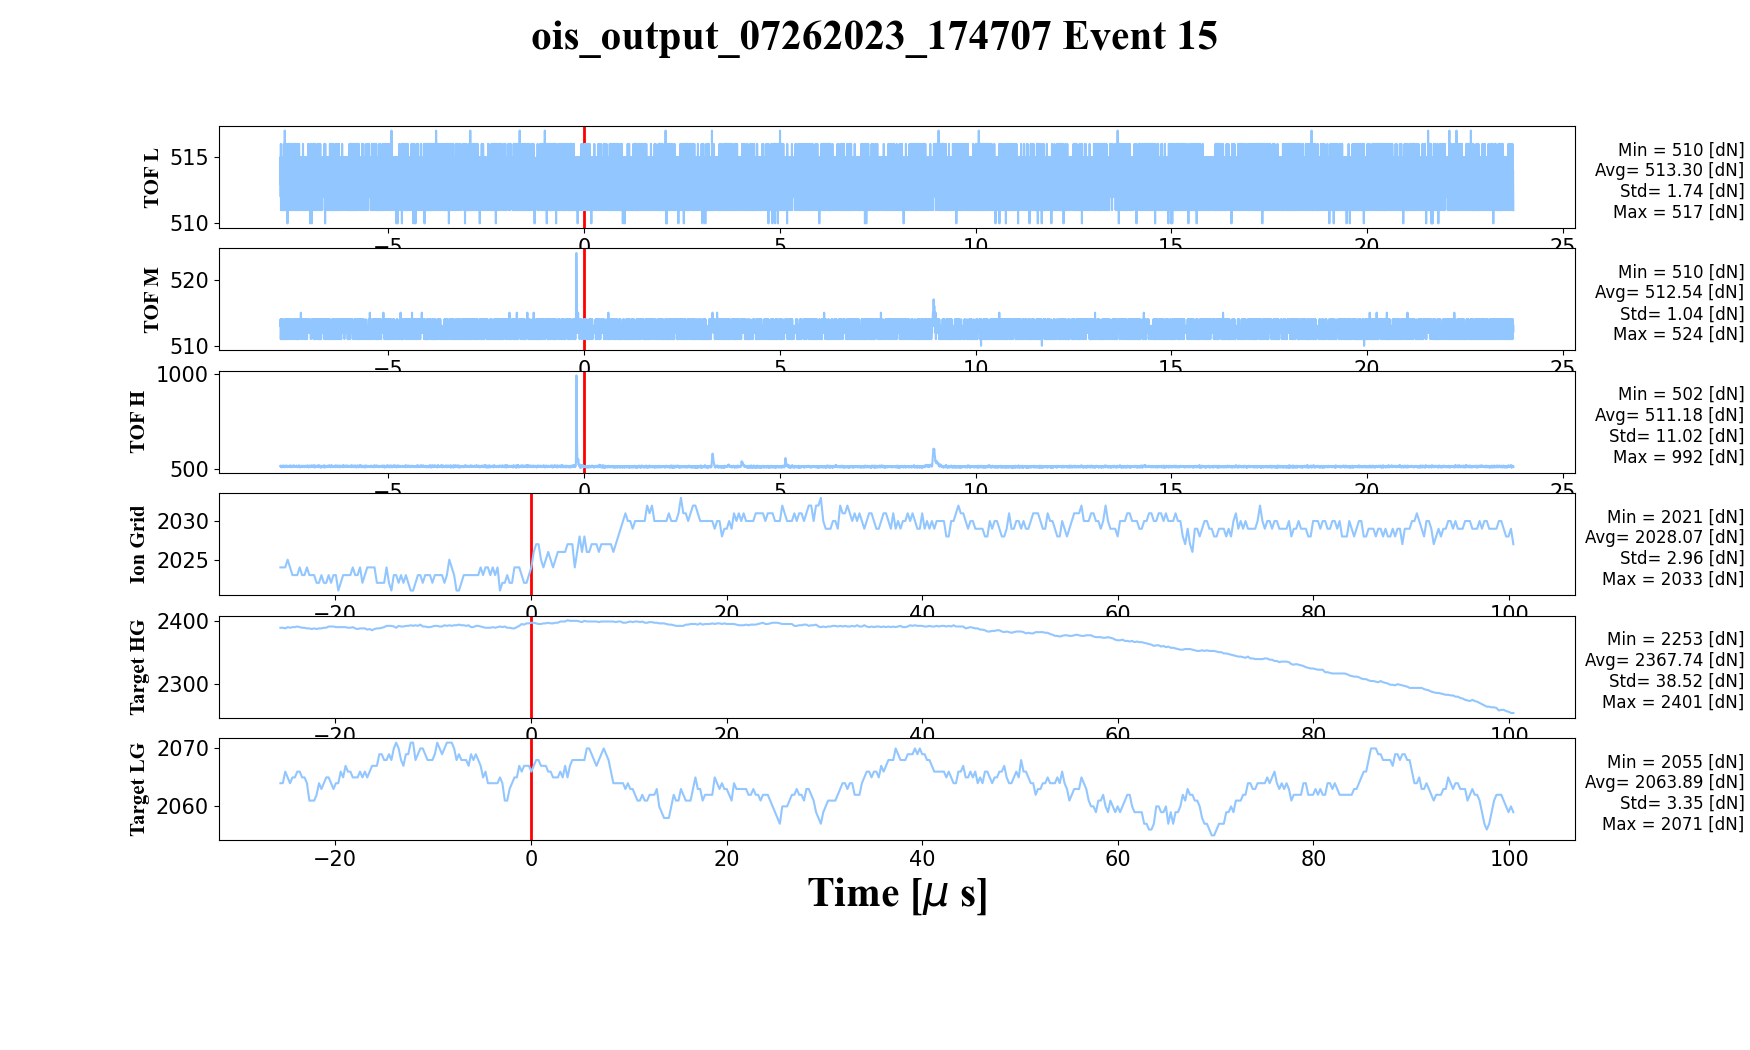 ois_output_07262023_174707 Event 15
TOF L
515
510
−5
0
5
10
15
20
25
Min = 510 [dN]
Avg= 513.30 [dN]
Std= 1.74 [dN]
Max = 517 [dN]
TOF M
520
510
−5
0
5
10
15
20
25
Min = 510 [dN]
Avg= 512.54 [dN]
Std= 1.04 [dN]
Max = 524 [dN]
TOF H
1000
500
−5
0
5
10
15
20
25
Min = 502 [dN]
Avg= 511.18 [dN]
Std= 11.02 [dN]
Max = 992 [dN]
Ion Grid
2030
2025
−20
0
20
40
60
80
100
Min = 2021 [dN]
Avg= 2028.07 [dN]
Std= 2.96 [dN]
Max = 2033 [dN]
Target HG
2400
2300
−20
0
20
40
60
80
100
Min = 2253 [dN]
Avg= 2367.74 [dN]
Std= 38.52 [dN]
Max = 2401 [dN]
Target LG
2070
2060
−20
0
20
40
60
80
100
Min = 2055 [dN]
Avg= 2063.89 [dN]
Std= 3.35 [dN]
Max = 2071 [dN]
Time [μ s]